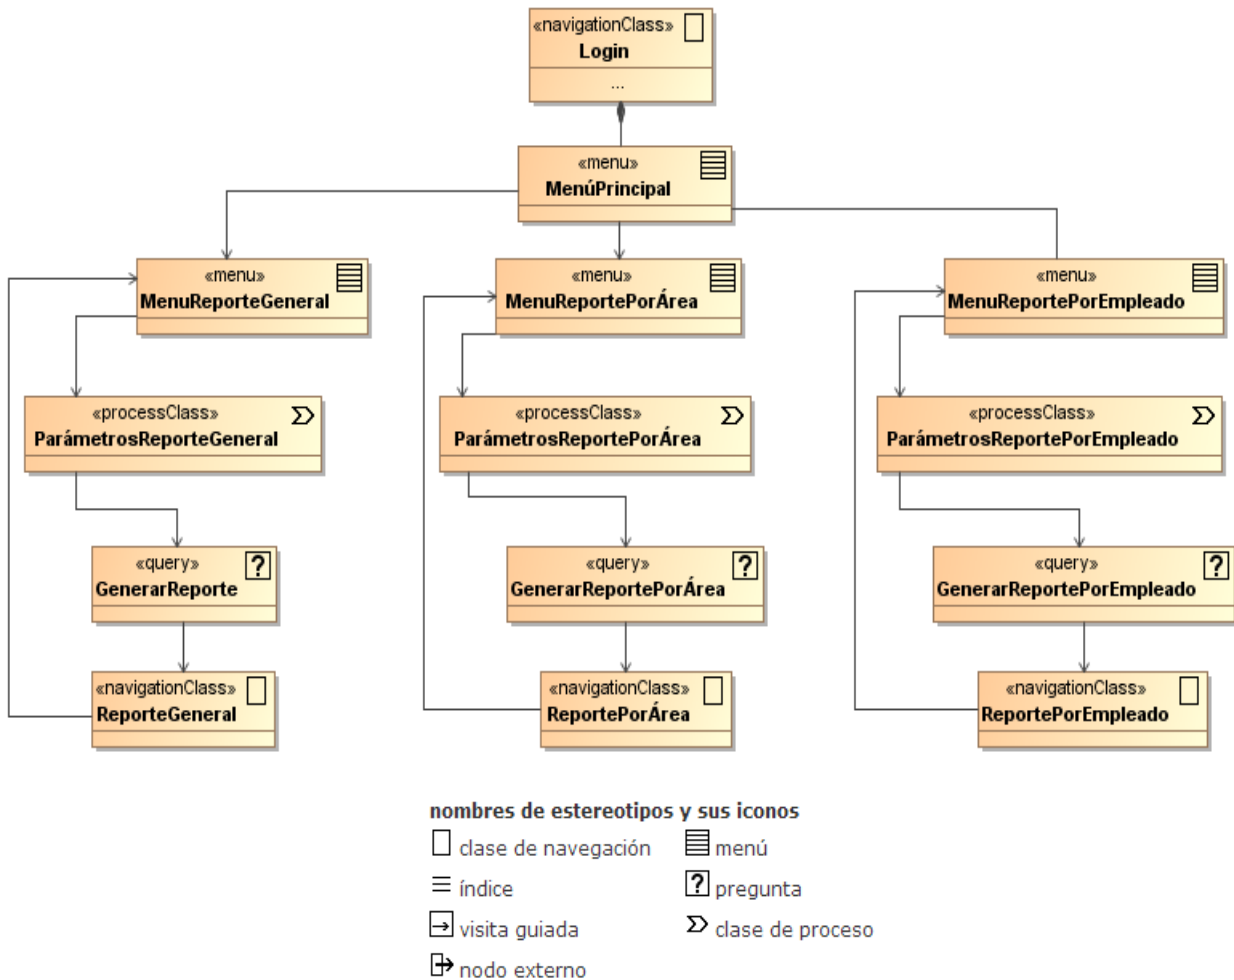 «navigationClass»
Login
...
«menu»
MenúPrincipal
«menu»
MenuReporteGeneral
«menu»
MenuReportePorÁrea
«menu»
MenuReportePorEmpleado
«processClass»
ParámetrosReporteGeneral
«processClass»
ParámetrosReportePorÁrea
«processClass»
ParámetrosReportePorEmpleado
«query»
GenerarReporte
?
«query»
GenerarReportePorÁrea
?
«query»
GenerarReportePorEmpleado
?
«navigationClass»
ReporteGeneral
«navigationClass»
ReportePorÁrea
«navigationClass»
ReportePorEmpleado
nombres de estereotipos y sus iconos
clase de navegación
menú
índice
? pregunta
visita guiada
clase de proceso
nodo externo